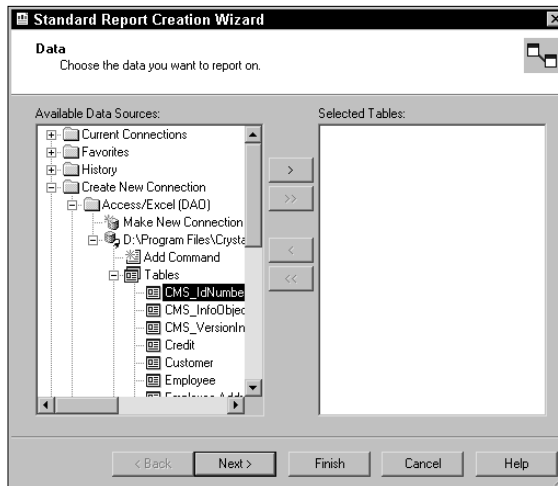 Standard Report Creation Wizard
Data
Choose the data you want to report on.
Available Data Sources:
Selected Tables:
Current Connections
Favorites
History
Create New Connection
Access/Excel (DAO)
Make New Connection
D:\Program Files\Crysta
Add Command
Tables
CMS_IdNumbe
CMS_InfoObjec
CMS_VersionIn
Credit
Customer
Employee
>
>>
<
<<
< Back
Next >
Finish
Cancel
Help